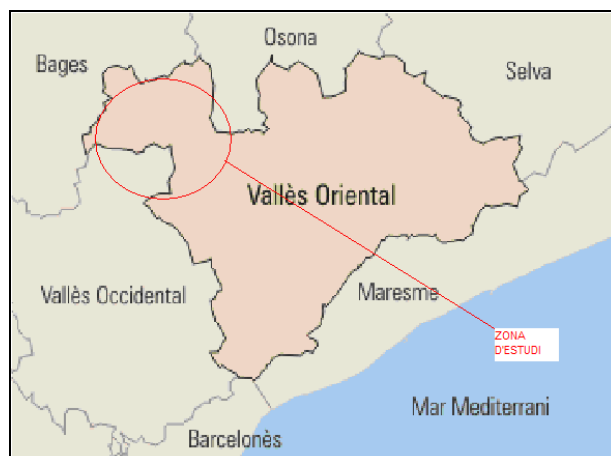 Osona
Bages
Selva
Vallès Oriental
Vallès Occidental
Maresme
ZONA
D'ESTUDI
Mar Mediterrani
Barcelonès